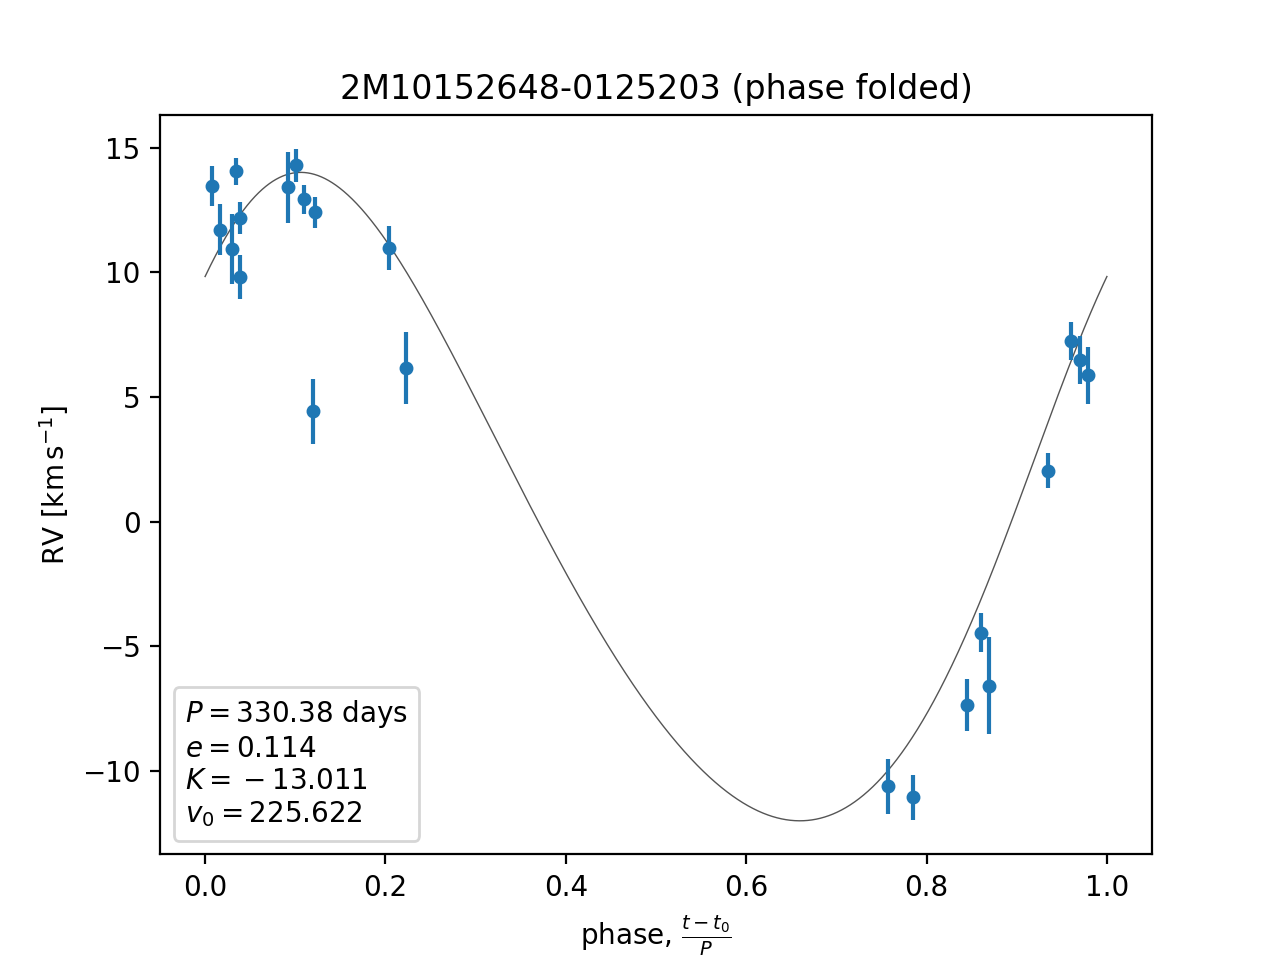 2M10152648-0125203 (phase folded)
15
10
5
0
−5
−10
RV [km s⁻¹]
P = 330.38 days
e = 0.114
K = −13.011
v₀ = 225.622
0.0 0.2 0.4 0.6 0.8 1.0
phase, (t − t₀)/P